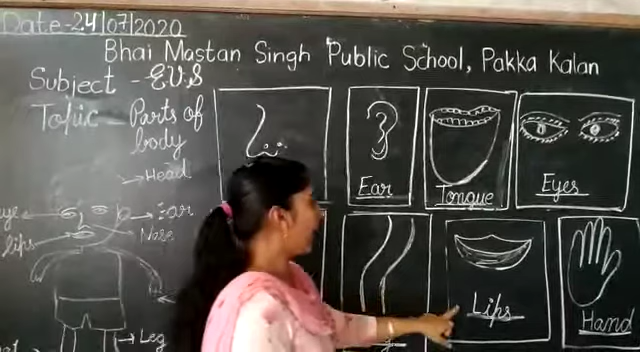 Date-24/07/2020
Bhai Mastan Singh Public School, Pakka Kalan
Subject - E.V.S
Topic - Parts of
body
Head
eye
Ear
lips
Nose
Leg
Ear
Tongue
Eyes
Lips
Hand